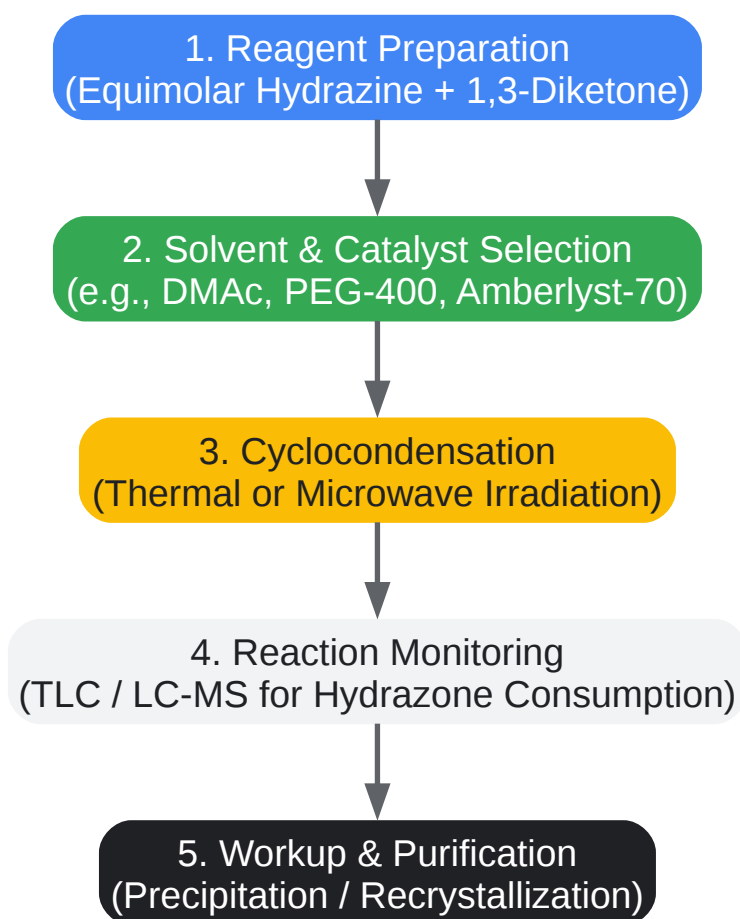 1. Reagent Preparation
(Equimolar Hydrazine + 1,3-Diketone)
2. Solvent & Catalyst Selection
(e.g., DMAc, PEG-400, Amberlyst-70)
3. Cyclocondensation
(Thermal or Microwave Irradiation)
4. Reaction Monitoring
(TLC / LC-MS for Hydrazone Consumption)
5. Workup & Purification
(Precipitation / Recrystallization)